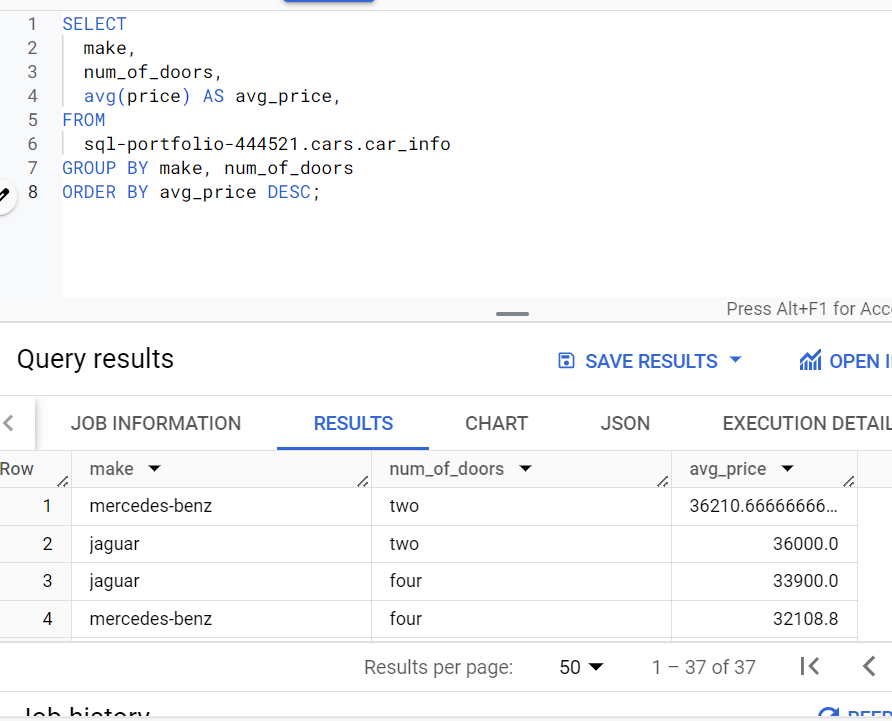 1 SELECT
2 make,
3 num_of_doors,
4 avg(price) AS avg_price,
5 FROM
6 sql-portfolio-444521.cars.car_info
7 GROUP BY make, num_of_doors
8 ORDER BY avg_price DESC;
Press Alt+F1 for Acc
Query results SAVE RESULTS OPEN I
JOB INFORMATION RESULTS CHART JSON EXECUTION DETAIL
Row make num_of_doors avg_price
1 mercedes-benz two 36210.66666666...
2 jaguar two 36000.0
3 jaguar four 33900.0
4 mercedes-benz four 32108.8
Results per page: 50 1 – 37 of 37
Job history REFR